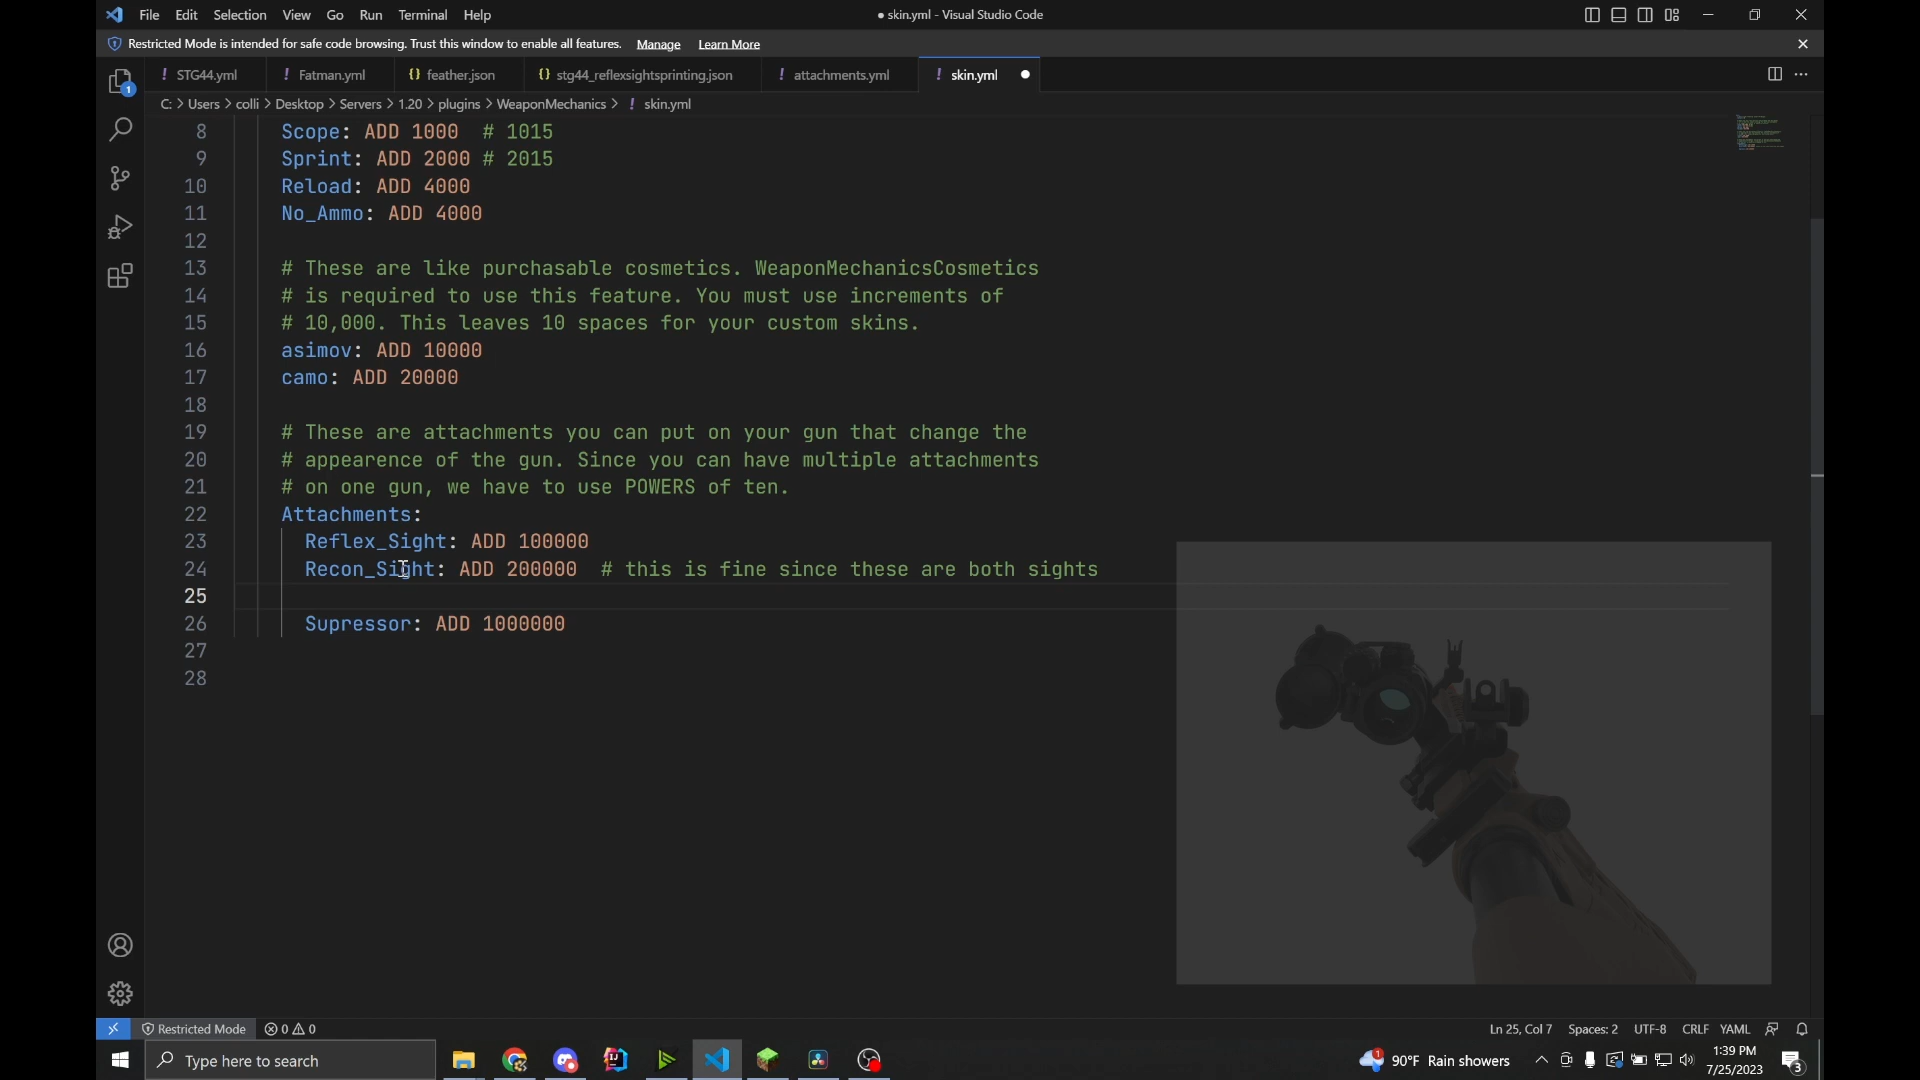 File Edit Selection View Go Run Terminal Help
● skin.yml - Visual Studio Code
Restricted Mode is intended for safe code browsing. Trust this window to enable all features. Manage Learn More
! STG44.yml
! Fatman.yml
{} feather.json
{} stg44_reflexsightsprinting.json
! attachments.yml
! skin.yml ●
C: > Users > colli > Desktop > Servers > 1.20 > plugins > WeaponMechanics > ! skin.yml
8 Scope: ADD 1000 # 1015
9 Sprint: ADD 2000 # 2015
10 Reload: ADD 4000
11 No_Ammo: ADD 4000
12
13 # These are like purchasable cosmetics. WeaponMechanicsCosmetics
14 # is required to use this feature. You must use increments of
15 # 10,000. This leaves 10 spaces for your custom skins.
16 asimov: ADD 10000
17 camo: ADD 20000
18
19 # These are attachments you can put on your gun that change the
20 # appearence of the gun. Since you can have multiple attachments
21 # on one gun, we have to use POWERS of ten.
22 Attachments:
23 Reflex_Sight: ADD 100000
24 Recon_Sight: ADD 200000 # this is fine since these are both sights
25
26 Supressor: ADD 1000000
27
28
1
Restricted Mode 0 0
Ln 25, Col 7 Spaces: 2 UTF-8 CRLF YAML
Type here to search
1 90°F Rain showers
1:39 PM
7/25/2023
3